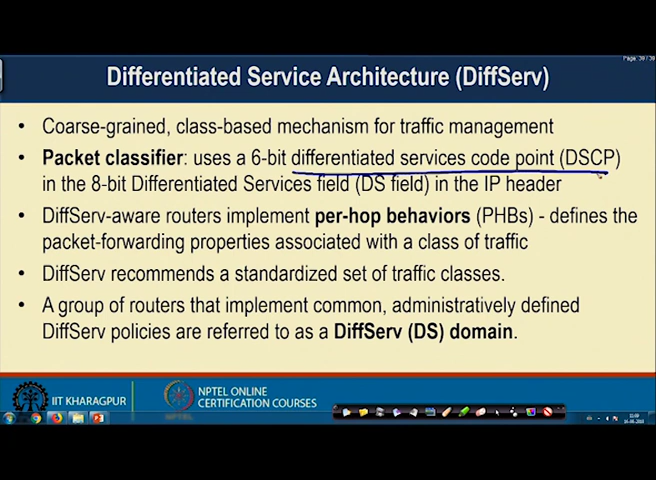 Page: 38 / 38
Differentiated Service Architecture (DiffServ)
• Coarse-grained, class-based mechanism for traffic management
• Packet classifier: uses a 6-bit differentiated services code point (DSCP)
in the 8-bit Differentiated Services field (DS field) in the IP header
• DiffServ-aware routers implement per-hop behaviors (PHBs) - defines the
packet-forwarding properties associated with a class of traffic
• DiffServ recommends a standardized set of traffic classes.
• A group of routers that implement common, administratively defined
DiffServ policies are referred to as a DiffServ (DS) domain.
IIT KHARAGPUR
NPTEL ONLINE
CERTIFICATION COURSES